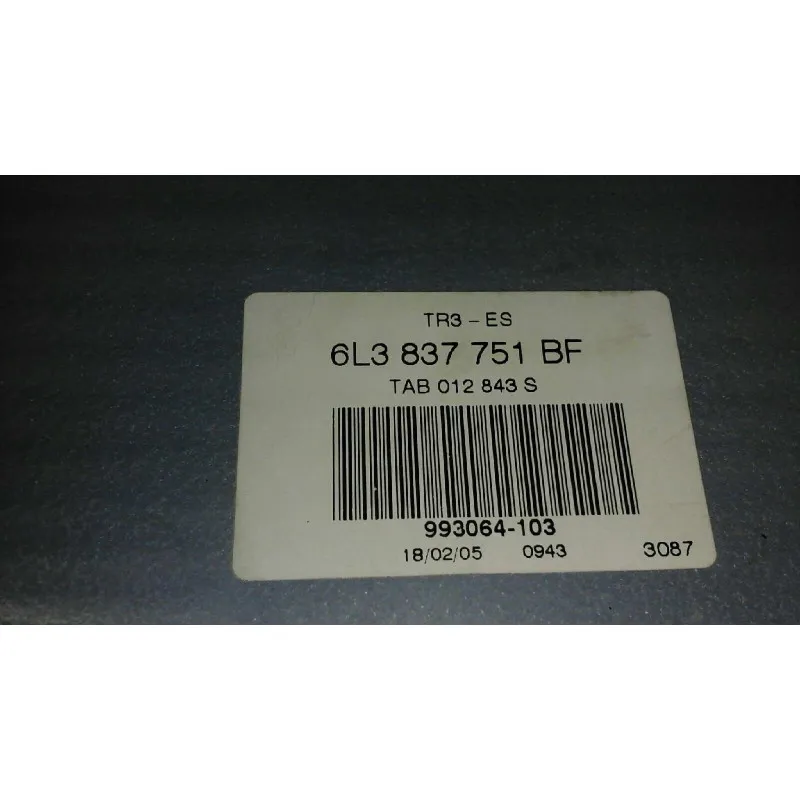 TR3 - ES
6L3 837 751 BF
TAB 012 843 S
993064-103
18/02/05 0943 3087